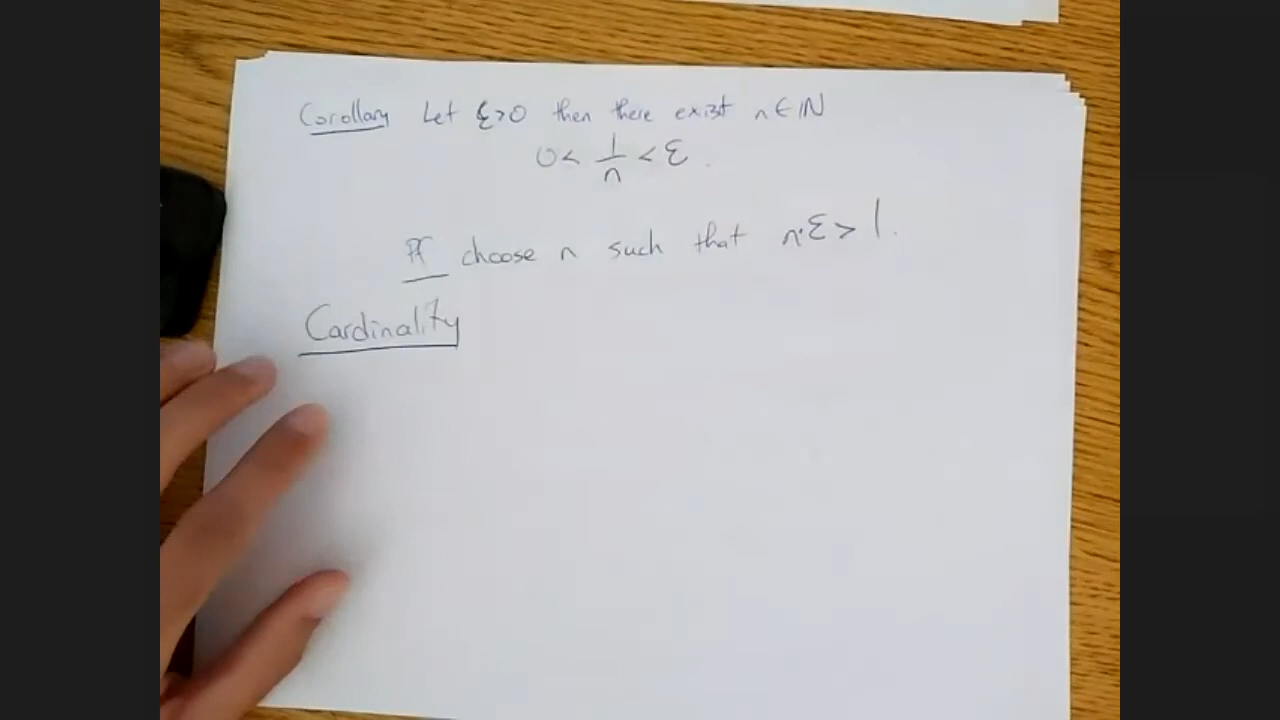 Corollary Let ε>0 then there exist n∈ℕ
0 < 1/n < ε.
Pf choose n such that n·ε > 1.
Cardinality